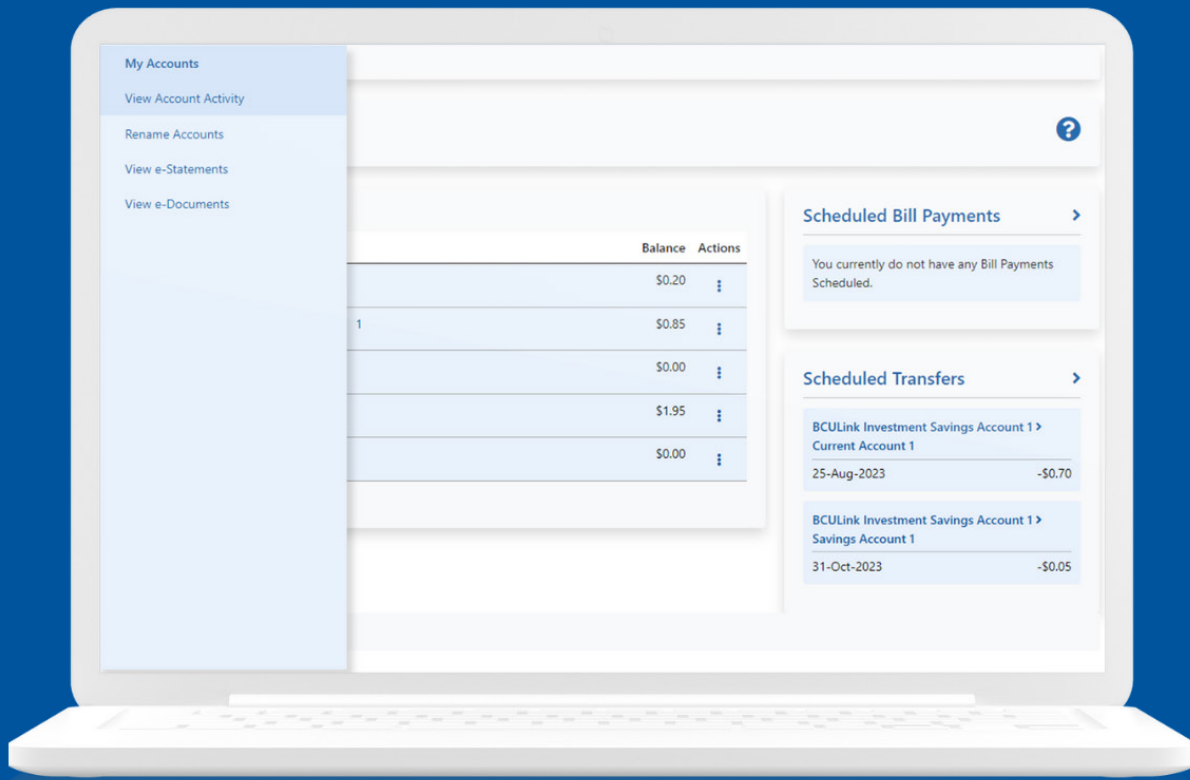 My Accounts
View Account Activity
Rename Accounts
View e-Statements
View e-Documents
Balance Actions
$0.20
1 $0.85
$0.00
$1.95
$0.00
Scheduled Bill Payments
You currently do not have any Bill Payments
Scheduled.
Scheduled Transfers
BCULink Investment Savings Account 1 >
Current Account 1
25-Aug-2023 -$0.70
BCULink Investment Savings Account 1 >
Savings Account 1
31-Oct-2023 -$0.05